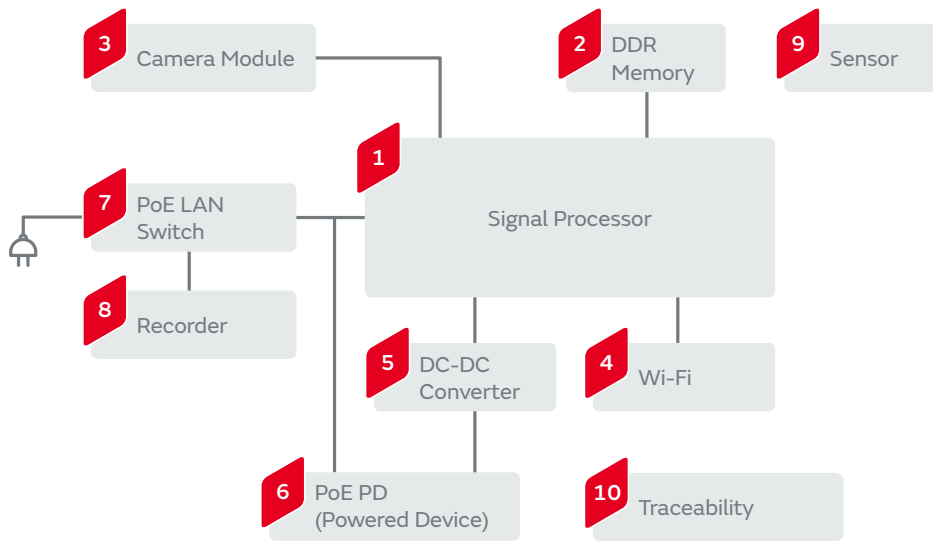 3
Camera Module
2
DDR
Memory
9
Sensor
1
Signal Processor
7
PoE LAN
Switch
8
Recorder
5
DC-DC
Converter
4
Wi-Fi
6
PoE PD
(Powered Device)
10
Traceability